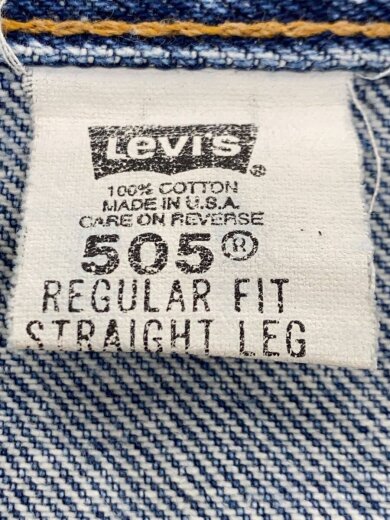 Levi's ®
100% COTTON
MADE IN U.S.A.
CARE ON REVERSE
505®
REGULAR FIT
STRAIGHT LEG